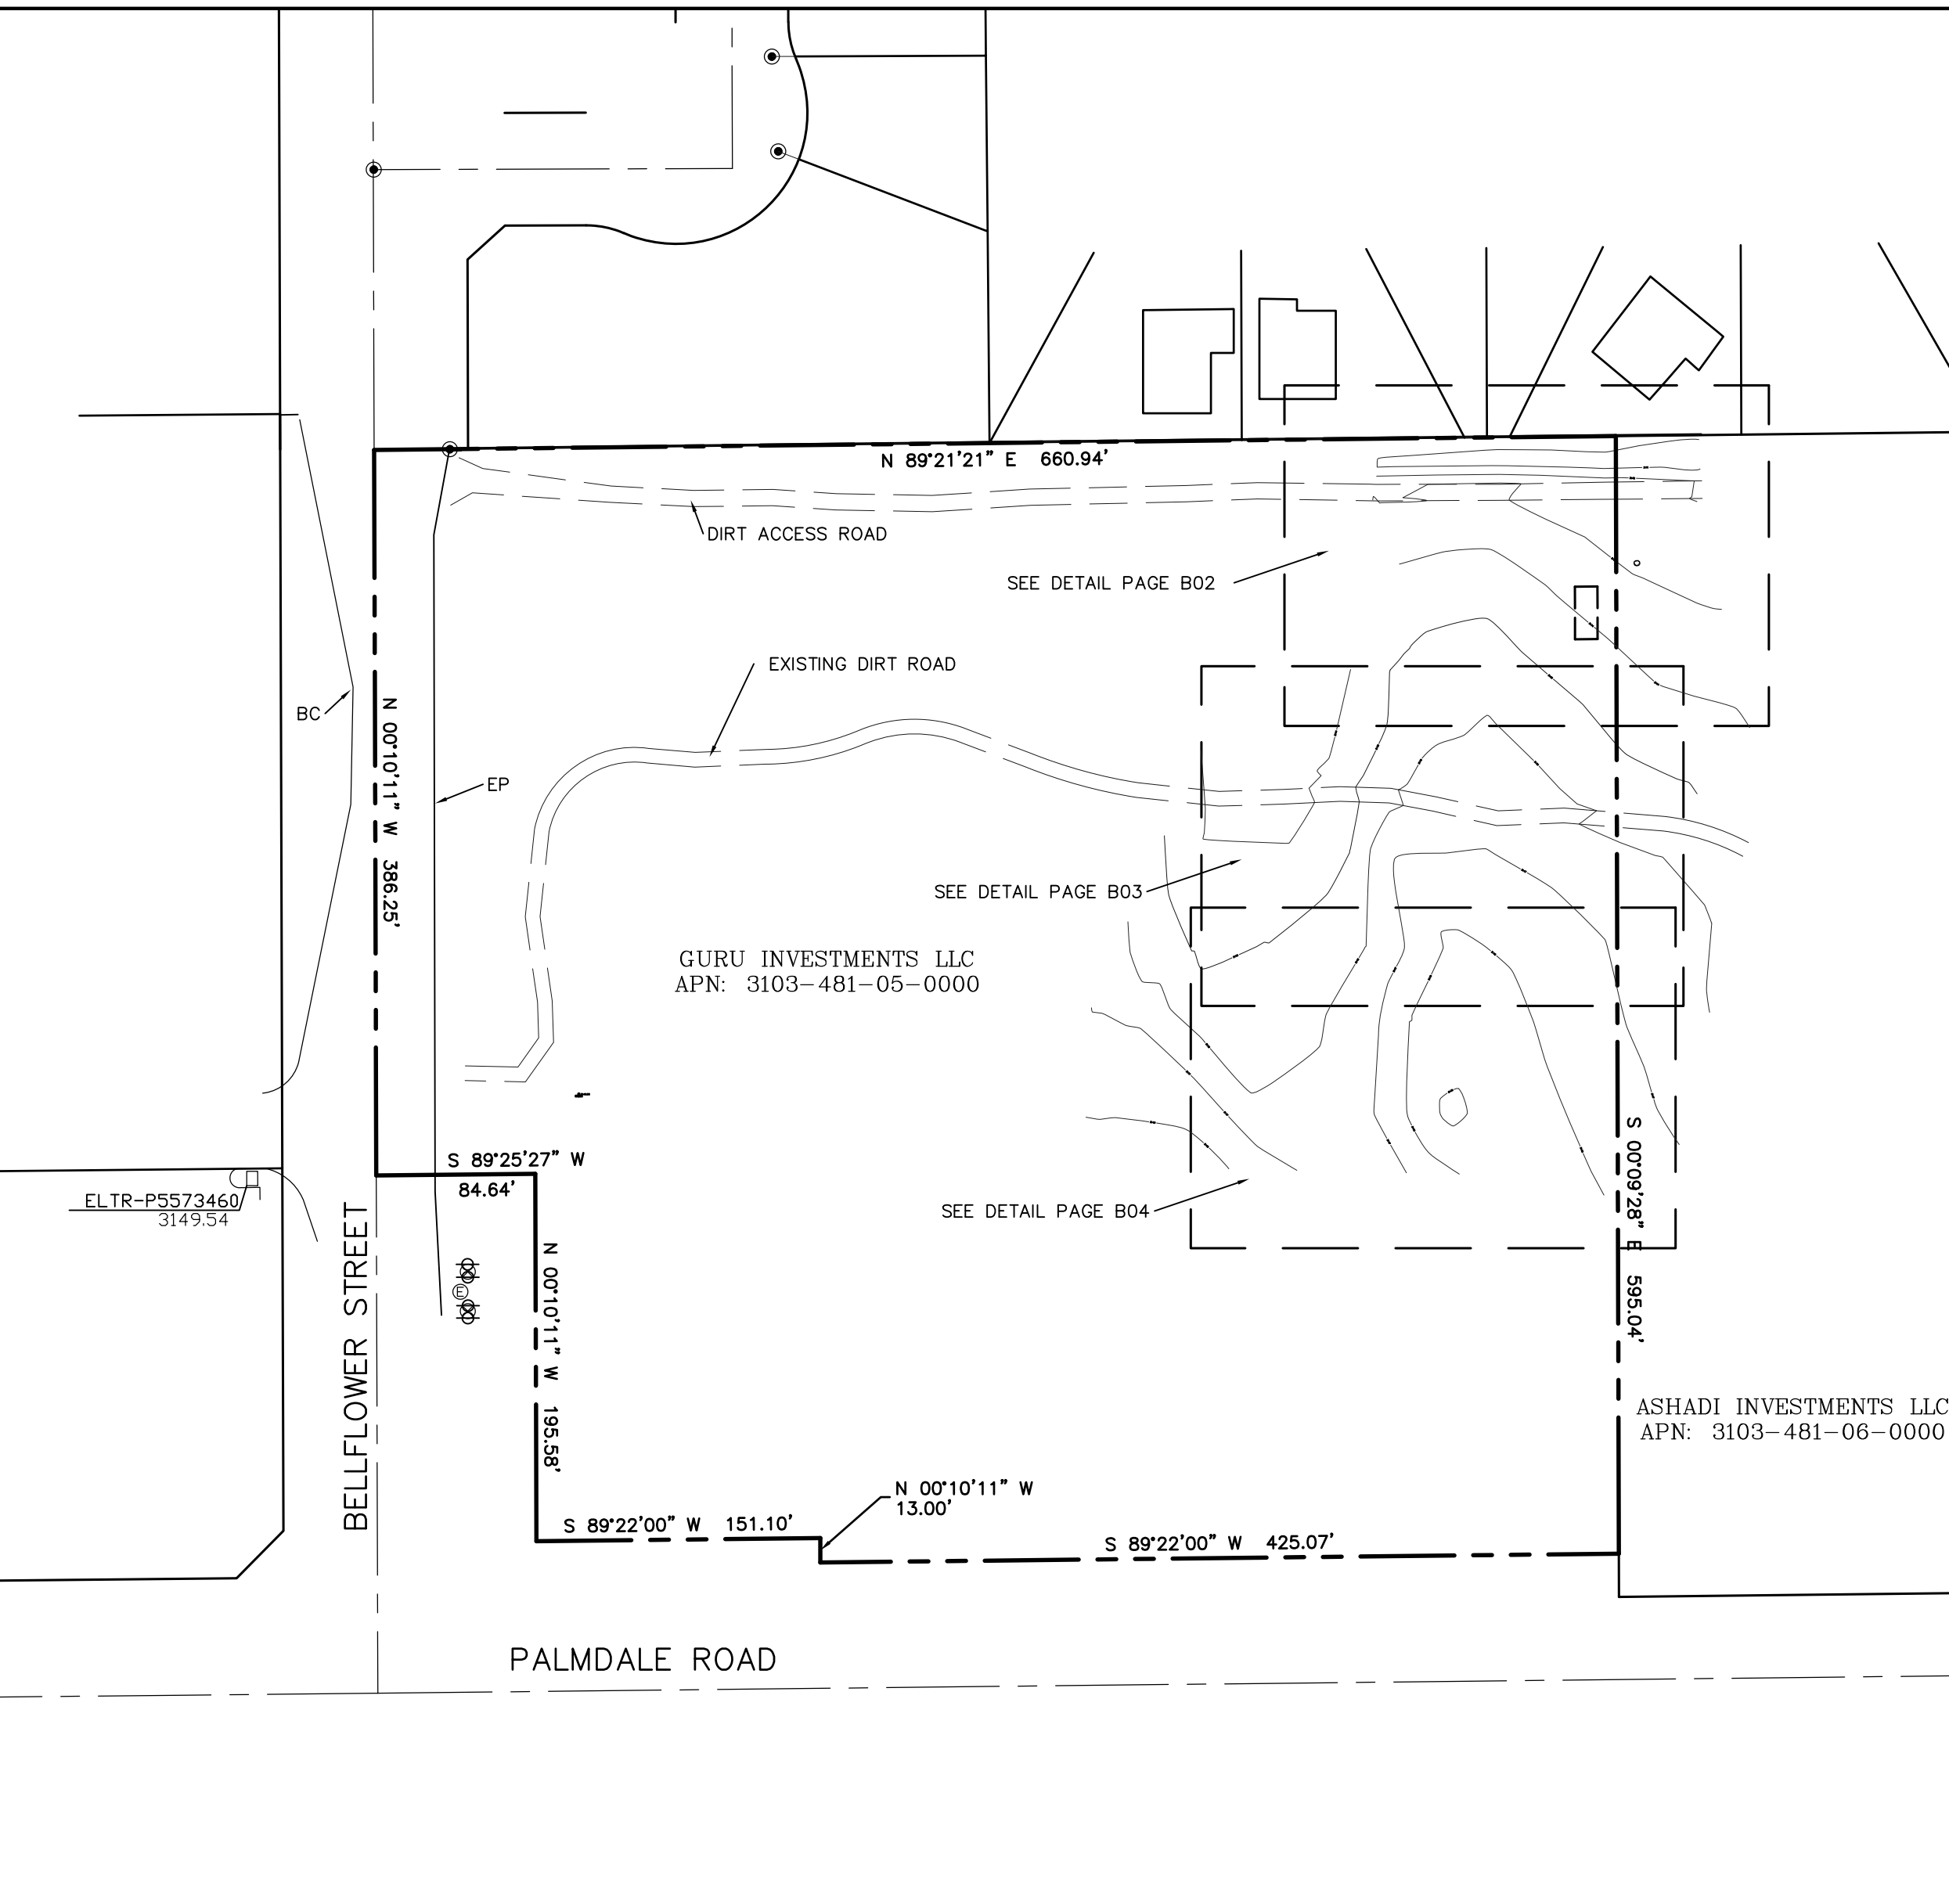 N 89°21'21" E 660.94'
DIRT ACCESS ROAD
SEE DETAIL PAGE B02
EXISTING DIRT ROAD
BC
N 00°10'11" W 386.25'
EP
SEE DETAIL PAGE B03
GURU INVESTMENTS LLC
APN: 3103-481-05-0000
S 89°25'27" W
84.64'
ELTR-P5573460
3149.54
SEE DETAIL PAGE B04
S 00°09'28" E 595.04'
BELLFLOWER STREET
E
N 00°10'11" W 195.58'
ASHADI INVESTMENTS LLC
APN: 3103-481-06-0000
N 00°10'11" W
13.00'
S 89°22'00" W 151.10'
S 89°22'00" W 425.07'
PALMDALE ROAD